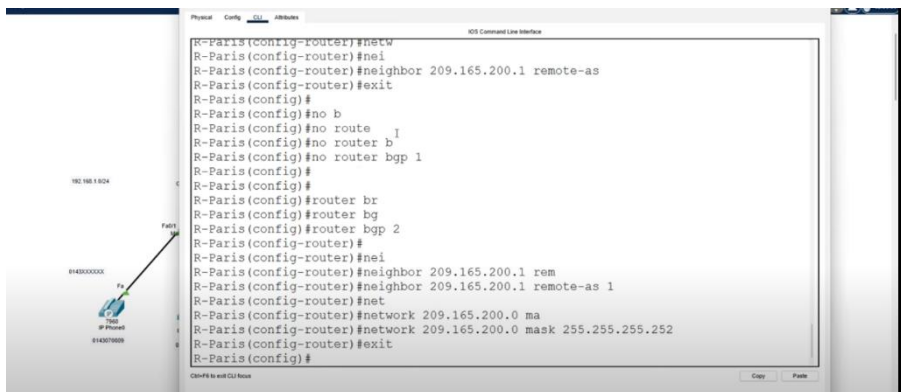 Physical Config CLI Attributes
IOS Command Line Interface
R-Paris(config-router)#netw
R-Paris(config-router)#nei
R-Paris(config-router)#neighbor 209.165.200.1 remote-as
R-Paris(config-router)#exit
R-Paris(config)#
R-Paris(config)#no b
R-Paris(config)#no route
R-Paris(config)#no router b
R-Paris(config)#no router bgp 1
R-Paris(config)#
R-Paris(config)#
R-Paris(config)#router br
R-Paris(config)#router bg
R-Paris(config)#router bgp 2
R-Paris(config-router)#
R-Paris(config-router)#nei
R-Paris(config-router)#neighbor 209.165.200.1 rem
R-Paris(config-router)#neighbor 209.165.200.1 remote-as 1
R-Paris(config-router)#net
R-Paris(config-router)#network 209.165.200.0 ma
R-Paris(config-router)#network 209.165.200.0 mask 255.255.255.252
R-Paris(config-router)#exit
R-Paris(config)#
Ctrl+F6 to exit CLI focus
Copy Paste
192.168.1.0/24
Fa0/1
0143XXXXXX
Fa
IP
7960
IP Phone0
0143070809